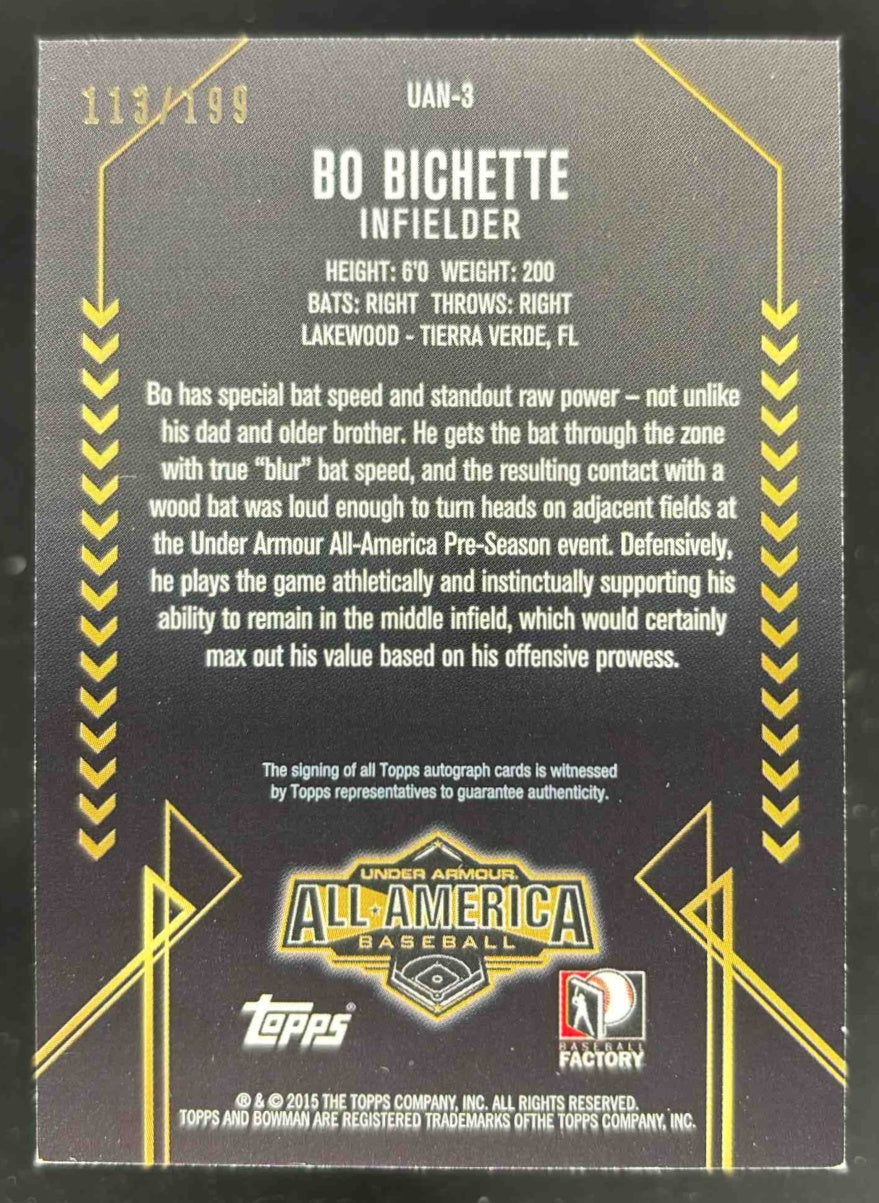 113/199
UAN-3
BO BICHETTE
INFIELDER
HEIGHT: 6'0 WEIGHT: 200
BATS: RIGHT THROWS: RIGHT
LAKEWOOD - TIERRA VERDE, FL
Bo has special bat speed and standout raw power – not unlike
his dad and older brother. He gets the bat through the zone
with true “blur” bat speed, and the resulting contact with a
wood bat was loud enough to turn heads on adjacent fields at
the Under Armour All-America Pre-Season event. Defensively,
he plays the game athletically and instinctually supporting his
ability to remain in the middle infield, which would certainly
max out his value based on his offensive prowess.
The signing of all Topps autograph cards is witnessed
by Topps representatives to guarantee authenticity.
UNDER ARMOUR.
ALL★AMERICA
BASEBALL
topps®
BASEBALL
FACTORY
® & © 2015 THE TOPPS COMPANY, INC. ALL RIGHTS RESERVED.
TOPPS AND BOWMAN ARE REGISTERED TRADEMARKS OFTHE TOPPS COMPANY, INC.